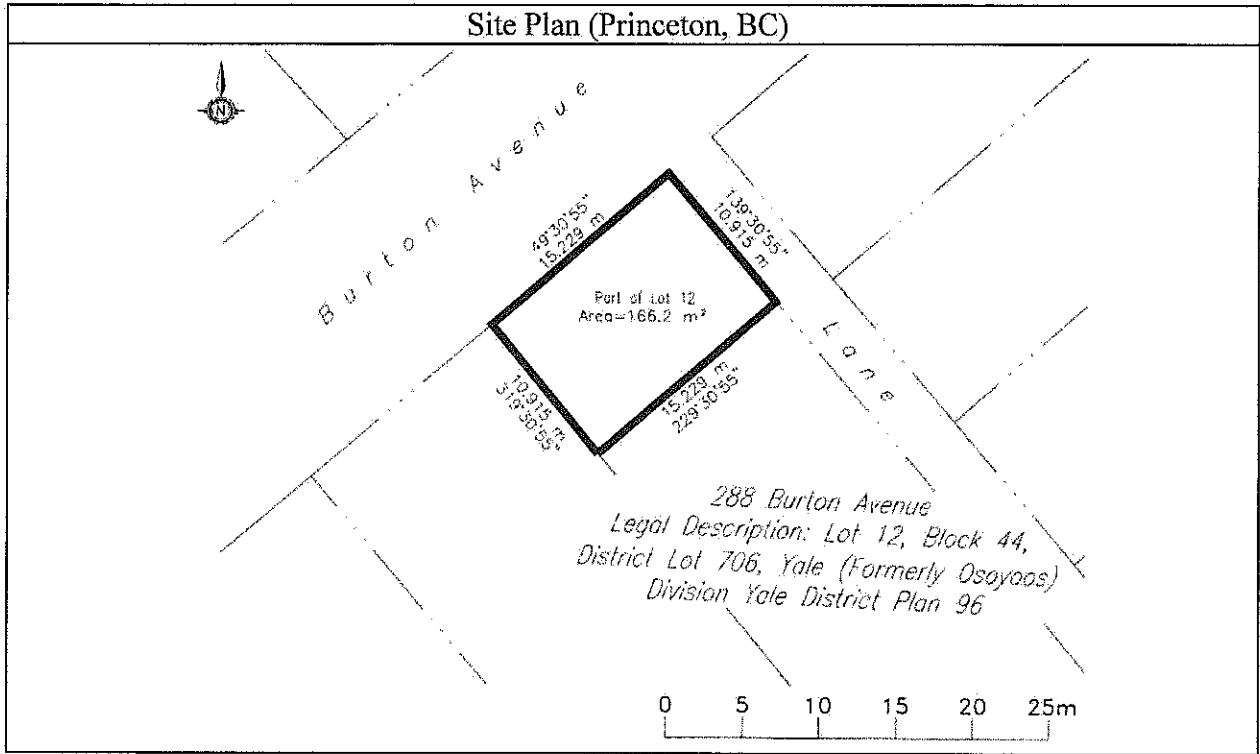 Site Plan (Princeton, BC)
N
Burton Avenue
49°30'55"
15.229 m
139°30'55"
10.915 m
Part of Lot 12
Area=166.2 m²
Lane
10.915 m
319°30'55"
15.229 m
229°30'55"
288 Burton Avenue
Legal Description: Lot 12, Block 44,
District Lot 706, Yale (Formerly Osoyoos)
Division Yale District Plan 96
0 5 10 15 20 25m